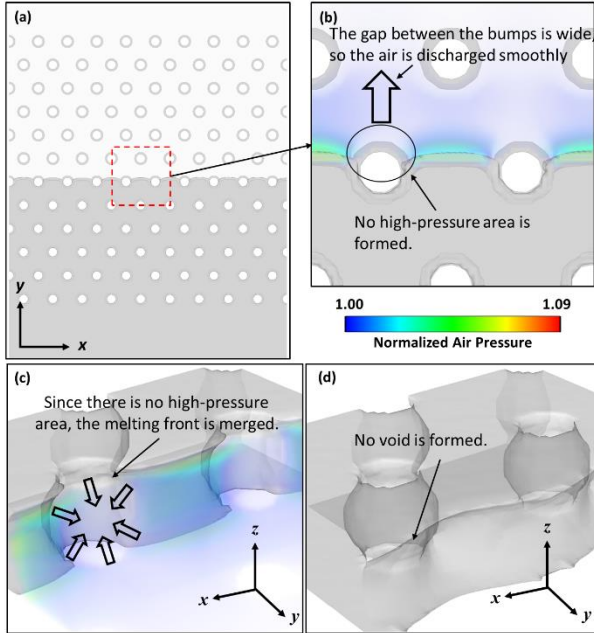 (a)
y
x
(b)
The gap between the bumps is wide,
so the air is discharged smoothly
No high-pressure area is
formed.
1.00
1.09
Normalized Air Pressure
(c)
Since there is no high-pressure
area, the melting front is merged.
z
x
y
(d)
No void is formed.
z
x
y